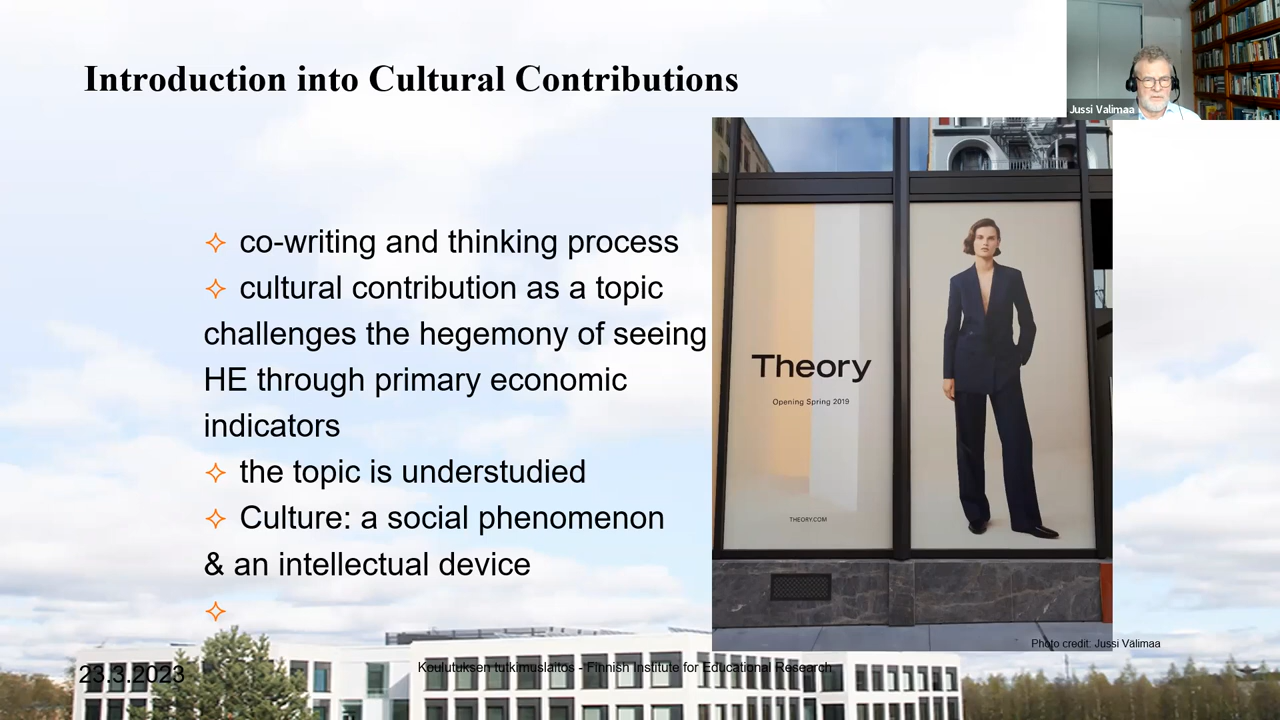 Introduction into Cultural Contributions
Jussi Valimaa
co-writing and thinking process
cultural contribution as a topic
challenges the hegemony of seeing
HE through primary economic
indicators
the topic is understudied
Culture: a social phenomenon
& an intellectual device
Theory
Opening Spring 2019
THEORY.COM
Photo credit: Jussi Välimaa
23.3.2023
Koulutuksen tutkimuslaitos - Finnish Institute for Educational Research